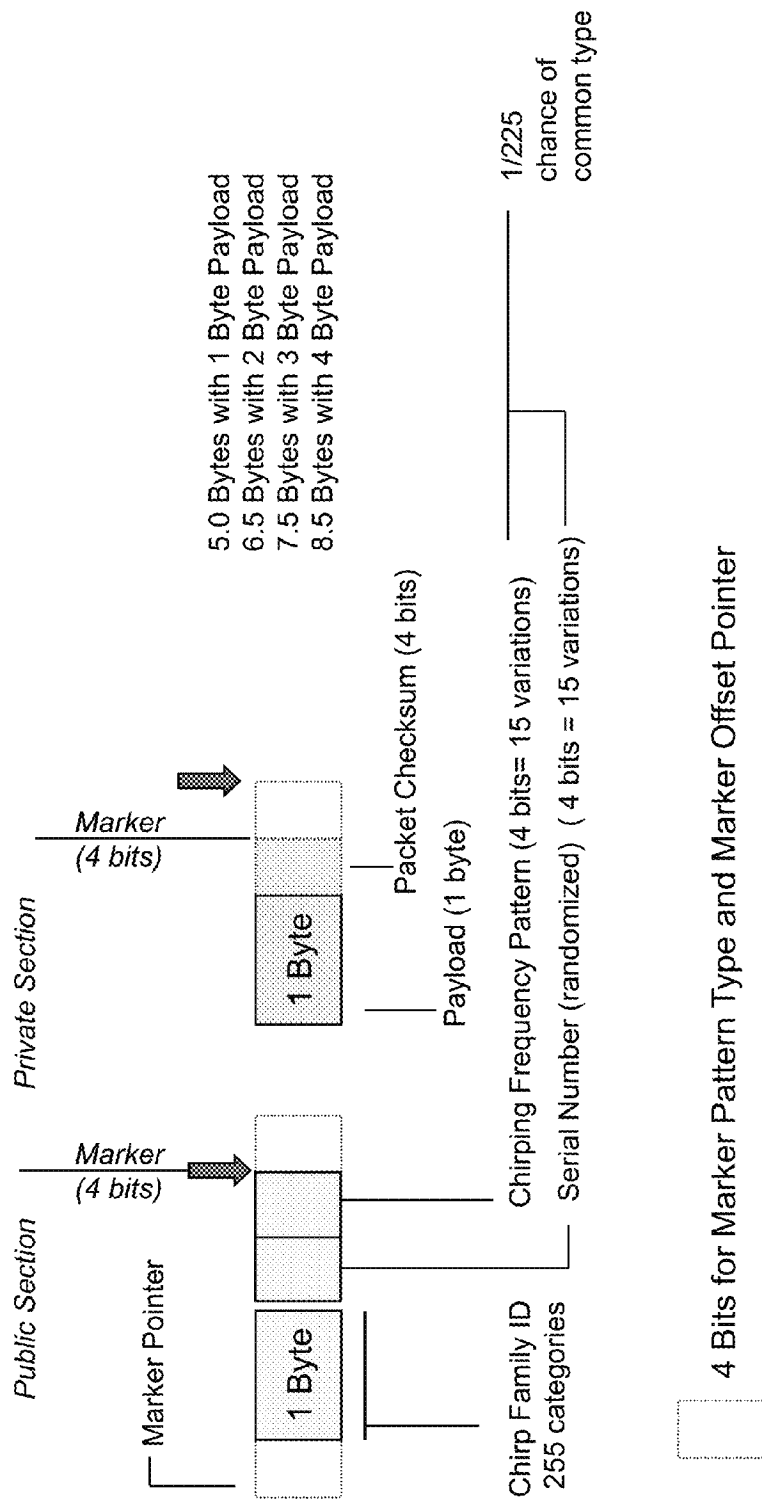 Public Section
Private Section
Marker Pointer
Marker
(4 bits)
Marker
(4 bits)
1 Byte
1 Byte
5.0 Bytes with 1 Byte Payload
6.5 Bytes with 2 Byte Payload
7.5 Bytes with 3 Byte Payload
8.5 Bytes with 4 Byte Payload
Packet Checksum (4 bits)
Payload (1 byte)
Chirp Family ID
255 categories
Chirping Frequency Pattern (4 bits= 15 variations)
Serial Number (randomized) ( 4 bits = 15 variations)
1/225
chance of
common type
4 Bits for Marker Pattern Type and Marker Offset Pointer